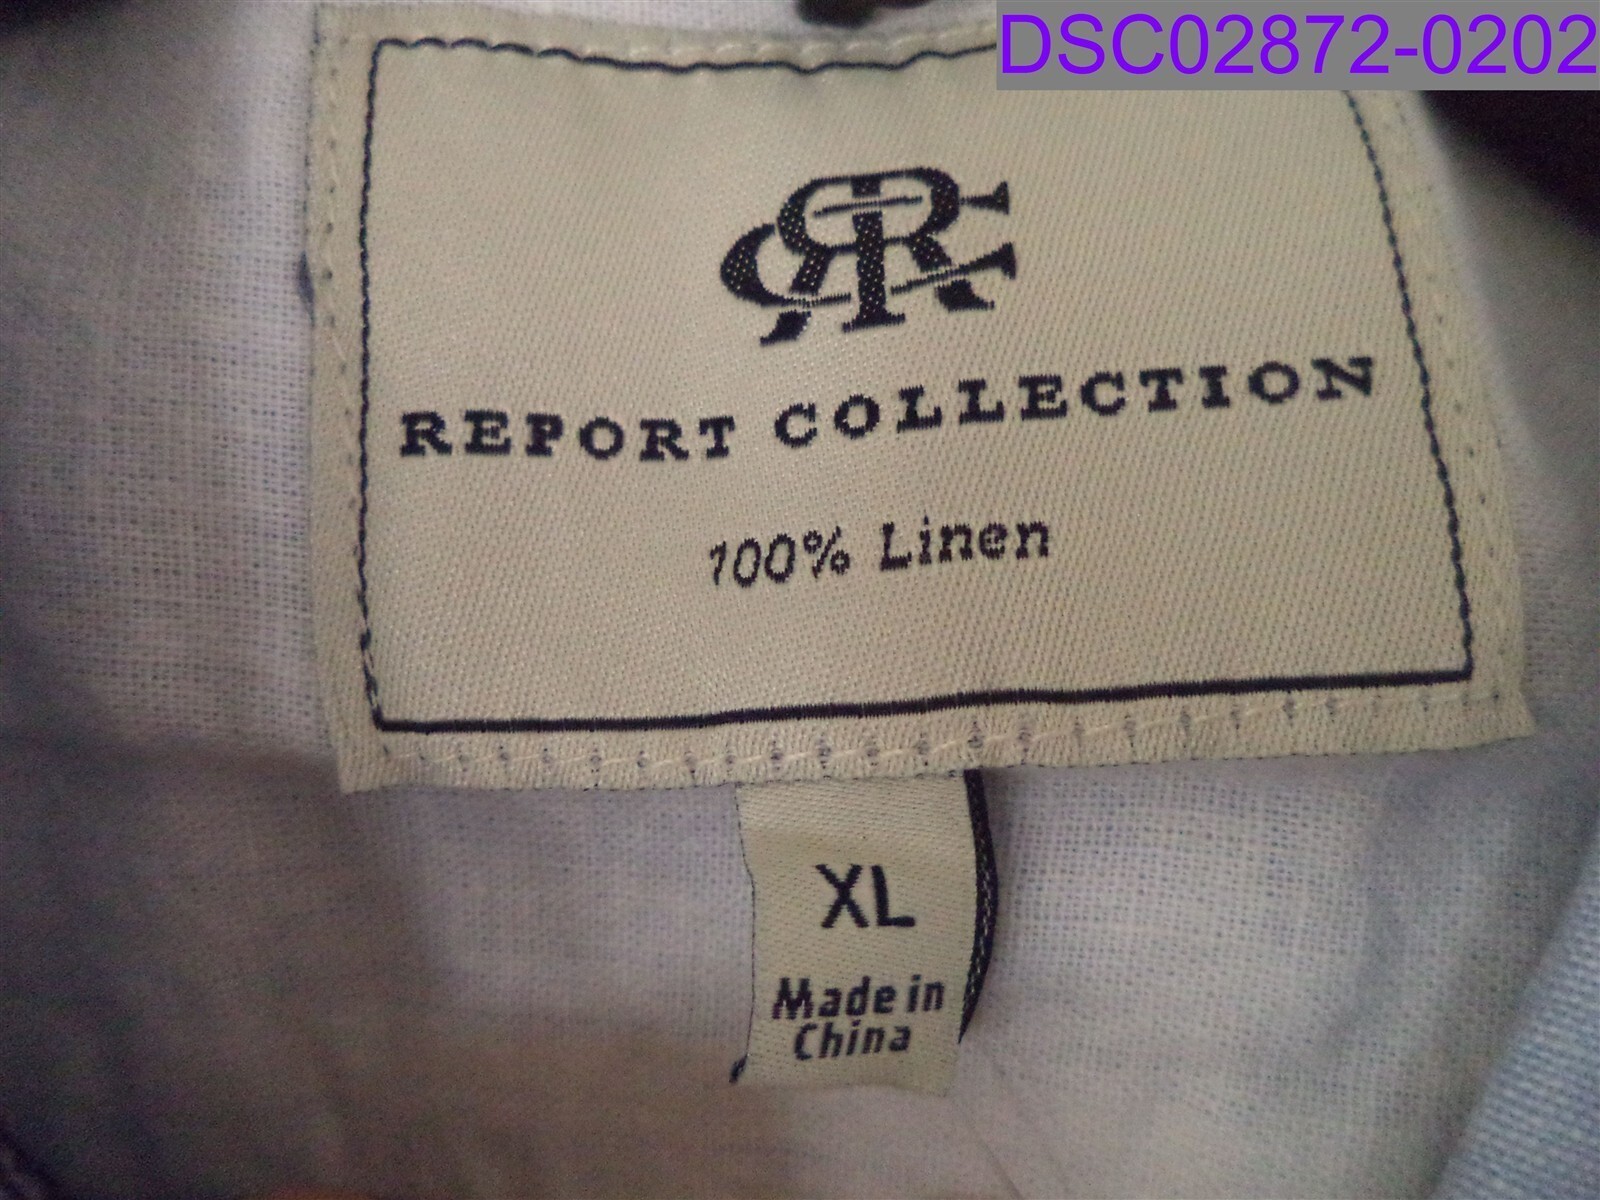 DSC02872-0202
REPORT COLLECTION
100% Linen
XL
Made in
China